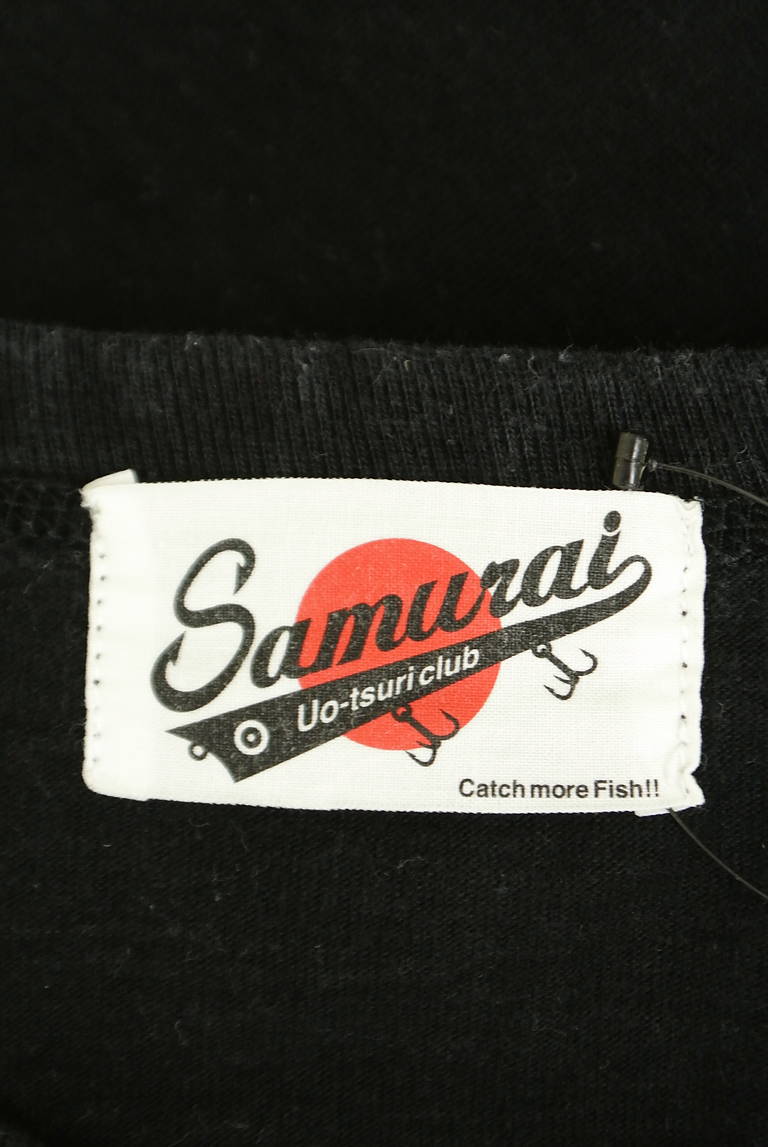 Samurai
Uo-tsuri club
Catch more Fish!!